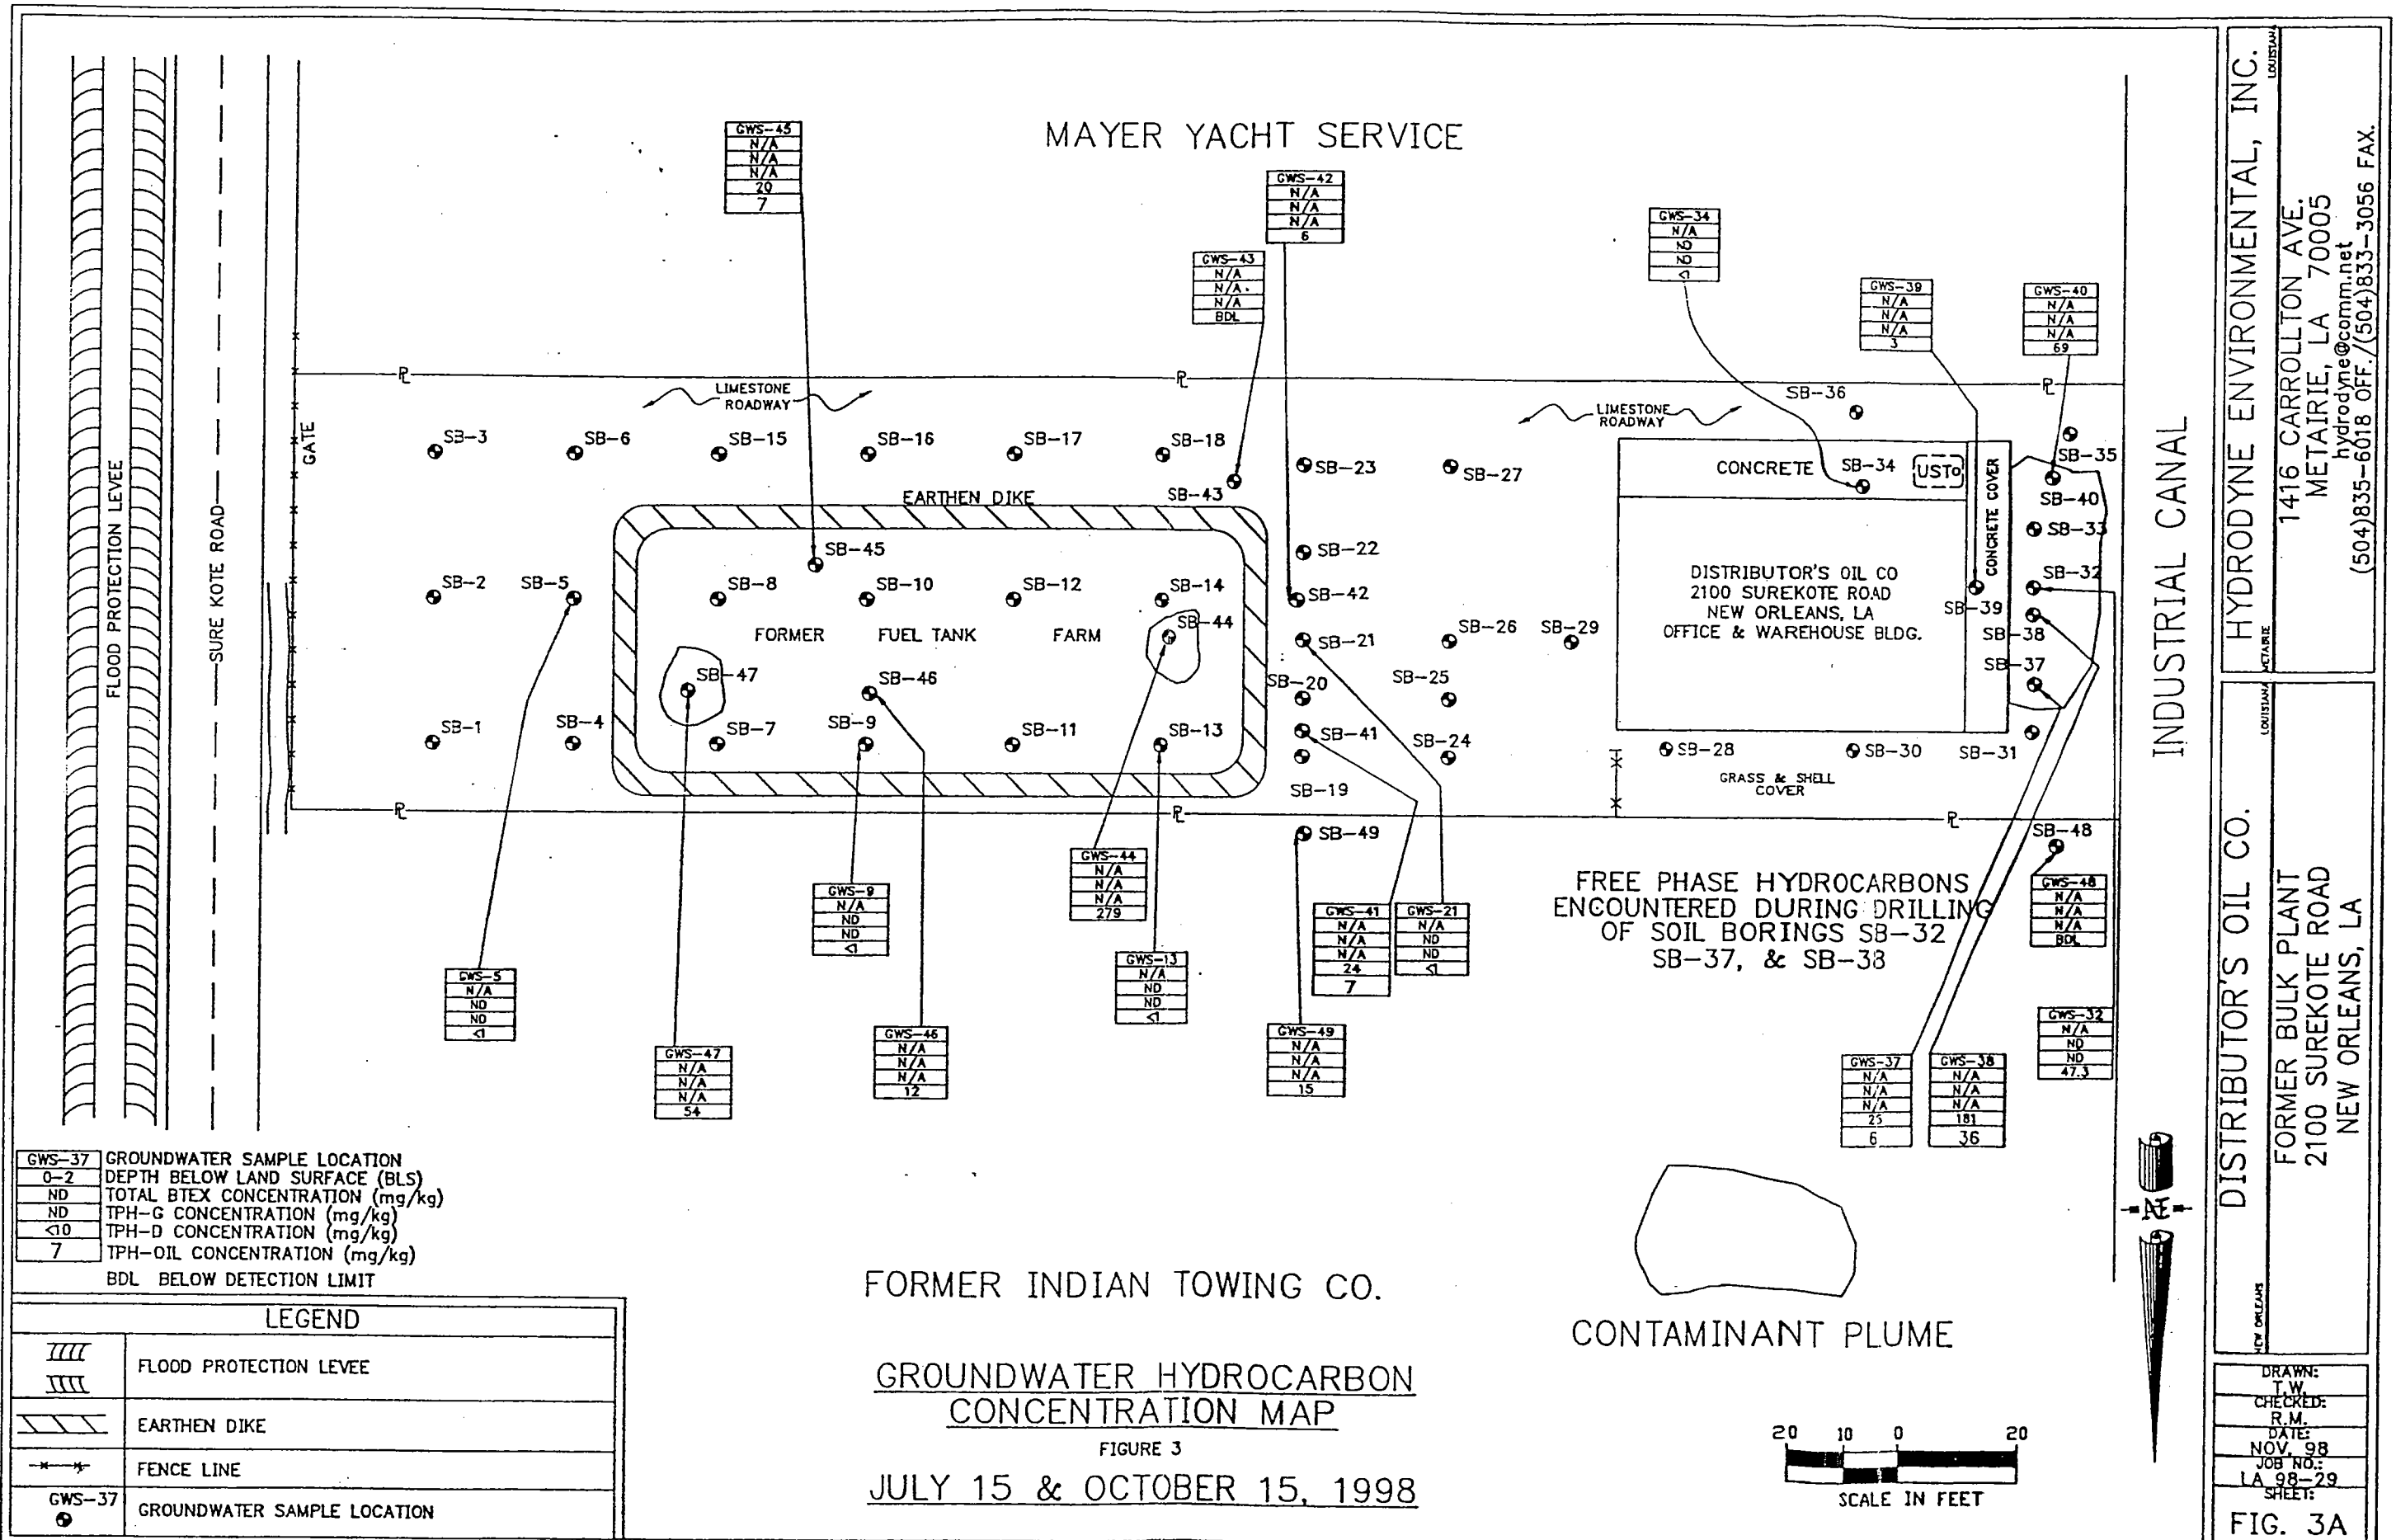 MAYER YACHT SERVICE
GWS-45
N/A
N/A
N/A
20
7
GWS-42
N/A
N/A
N/A
6
GWS-43
N/A
N/A
N/A
BDL
GWS-34
N/A
ND
ND
<1
GWS-39
N/A
N/A
N/A
3
GWS-40
N/A
N/A
N/A
69
FLOOD PROTECTION LEVEE
SURE KOTE ROAD
GATE
PL
PL
PL
LIMESTONE
ROADWAY
LIMESTONE
ROADWAY
SB-36
SB-3
SB-6
SB-15
SB-16
SB-17
SB-18
SB-43
SB-23
SB-27
CONCRETE
SB-34
UST
CONCRETE COVER
SB-35
SB-40
SB-33
EARTHEN DIKE
SB-45
SB-22
SB-2
SB-5
SB-8
SB-10
SB-12
SB-14
SB-42
SB-32
SB-39
SB-38
DISTRIBUTOR'S OIL CO
2100 SUREKOTE ROAD
NEW ORLEANS, LA
OFFICE & WAREHOUSE BLDG.
FORMER FUEL TANK FARM
SB-44
SB-21
SB-26
SB-29
SB-47
SB-46
SB-20
SB-25
SB-37
SB-1
SB-4
SB-7
SB-9
SB-11
SB-13
SB-41
SB-24
SB-28
SB-30
SB-31
GRASS & SHELL
COVER
SB-19
PL
PL
PL
SB-49
SB-48
INDUSTRIAL CANAL
GWS-44
N/A
N/A
N/A
279
GWS-9
N/A
ND
ND
<1
GWS-41
N/A
N/A
N/A
24
7
GWS-21
N/A
ND
ND
<1
GWS-48
N/A
N/A
N/A
BDL
FREE PHASE HYDROCARBONS
ENCOUNTERED DURING DRILLING
OF SOIL BORINGS SB-32
SB-37, & SB-38
GWS-5
N/A
ND
ND
<1
GWS-13
N/A
ND
ND
<1
GWS-47
N/A
N/A
N/A
54
GWS-46
N/A
N/A
N/A
12
GWS-49
N/A
N/A
N/A
15
GWS-32
N/A
ND
ND
47.3
GWS-37
N/A
N/A
N/A
25
6
GWS-38
N/A
N/A
N/A
181
36
GWS-37 GROUNDWATER SAMPLE LOCATION
0-2 DEPTH BELOW LAND SURFACE (BLS)
ND TOTAL BTEX CONCENTRATION (mg/kg)
ND TPH-G CONCENTRATION (mg/kg)
<10 TPH-D CONCENTRATION (mg/kg)
7 TPH-OIL CONCENTRATION (mg/kg)
BDL BELOW DETECTION LIMIT
LEGEND
FLOOD PROTECTION LEVEE
EARTHEN DIKE
FENCE LINE
GWS-37
GROUNDWATER SAMPLE LOCATION
FORMER INDIAN TOWING CO.
GROUNDWATER HYDROCARBON
CONCENTRATION MAP
FIGURE 3
JULY 15 & OCTOBER 15, 1998
CONTAMINANT PLUME
20 10 0 20
SCALE IN FEET
HYDRODYNE ENVIRONMENTAL, INC.
METAIRIE
LOUISIANA
1416 CARROLLTON AVE.
METAIRIE, LA 70005
hydrodyne@comm.net
(504)835-6018 OFF./(504)833-3056 FAX.
DISTRIBUTOR'S OIL CO.
NEW ORLEANS
LOUISIANA
FORMER BULK PLANT
2100 SUREKOTE ROAD
NEW ORLEANS, LA
DRAWN:
T.W.
CHECKED:
R.M.
DATE:
NOV. 98
JOB NO.:
LA 98-29
SHEET:
FIG. 3A